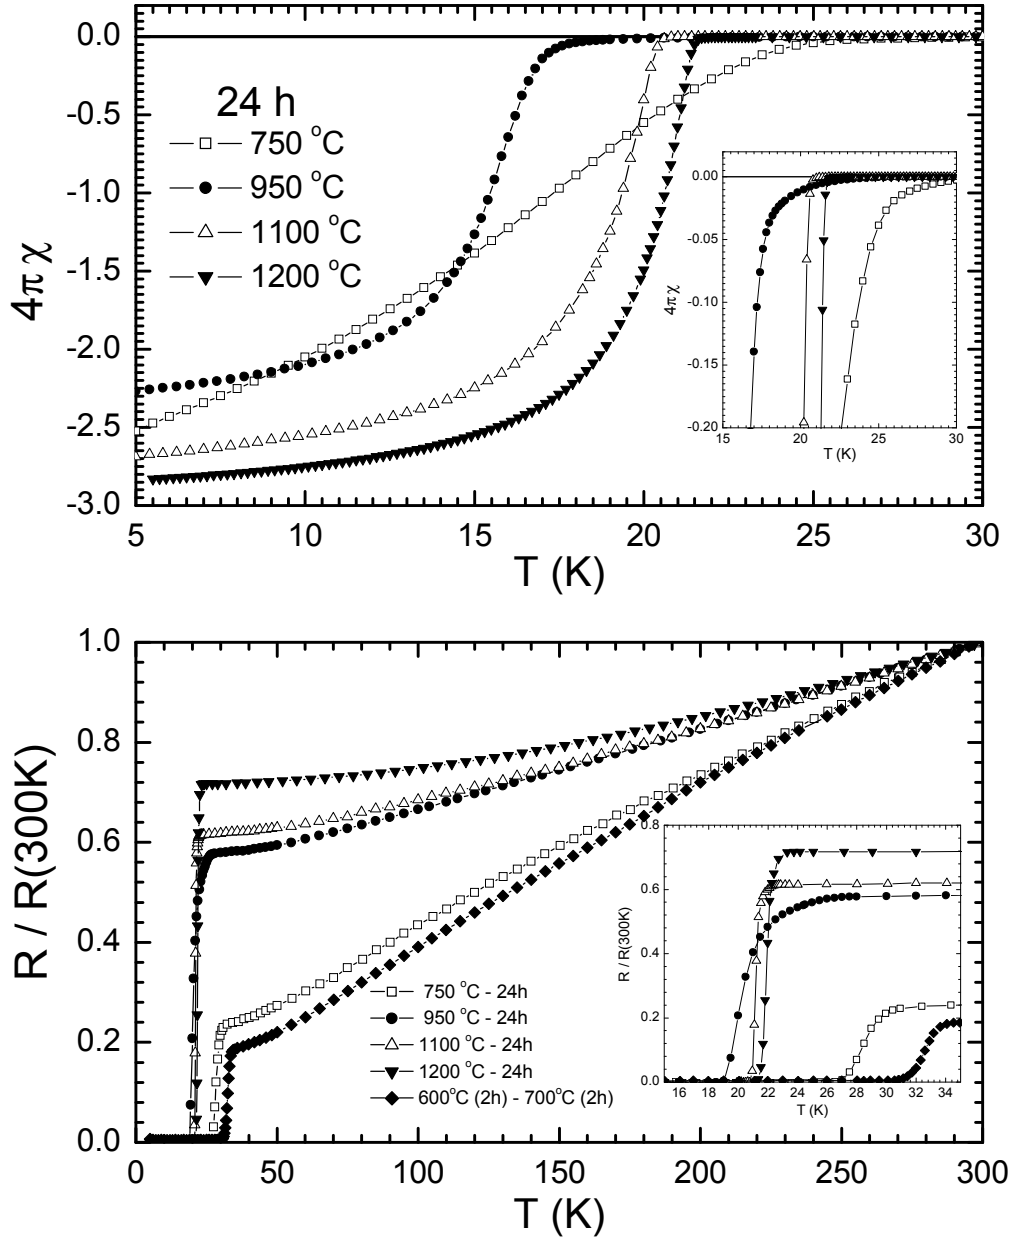 0.0
-0.5
-1.0
-1.5
-2.0
-2.5
-3.0
4π χ
24 h
750 °C
950 °C
1100 °C
1200 °C
0.00
-0.05
-0.10
-0.15
-0.20
4π χ
15 20 25 30
T (K)
5 10 15 20 25 30
T (K)
1.0
0.8
0.6
0.4
0.2
0.0
R / R(300K)
750 °C - 24h
950 °C - 24h
1100 °C - 24h
1200 °C - 24h
600°C (2h) - 700°C (2h)
0.8
0.6
0.4
0.2
0.0
R / R(300K)
16 18 20 22 24 26 28 30 32 34
T (K)
0 50 100 150 200 250 300
T (K)